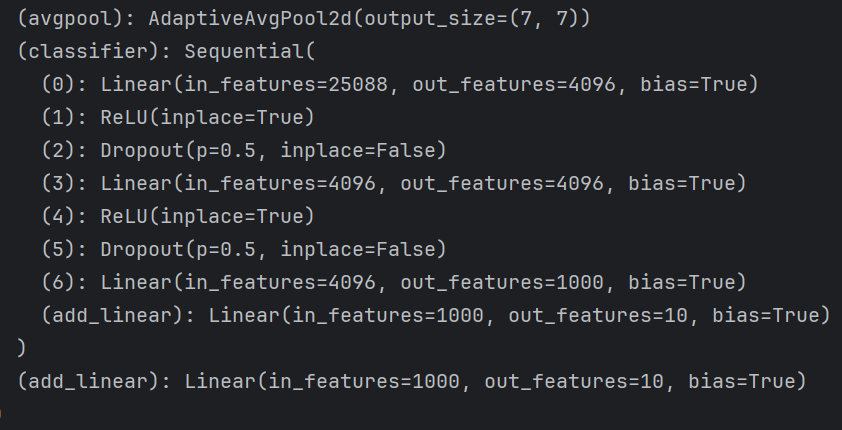 (avgpool): AdaptiveAvgPool2d(output_size=(7, 7))
(classifier): Sequential(
  (0): Linear(in_features=25088, out_features=4096, bias=True)
  (1): ReLU(inplace=True)
  (2): Dropout(p=0.5, inplace=False)
  (3): Linear(in_features=4096, out_features=4096, bias=True)
  (4): ReLU(inplace=True)
  (5): Dropout(p=0.5, inplace=False)
  (6): Linear(in_features=4096, out_features=1000, bias=True)
  (add_linear): Linear(in_features=1000, out_features=10, bias=True)
)
(add_linear): Linear(in_features=1000, out_features=10, bias=True)